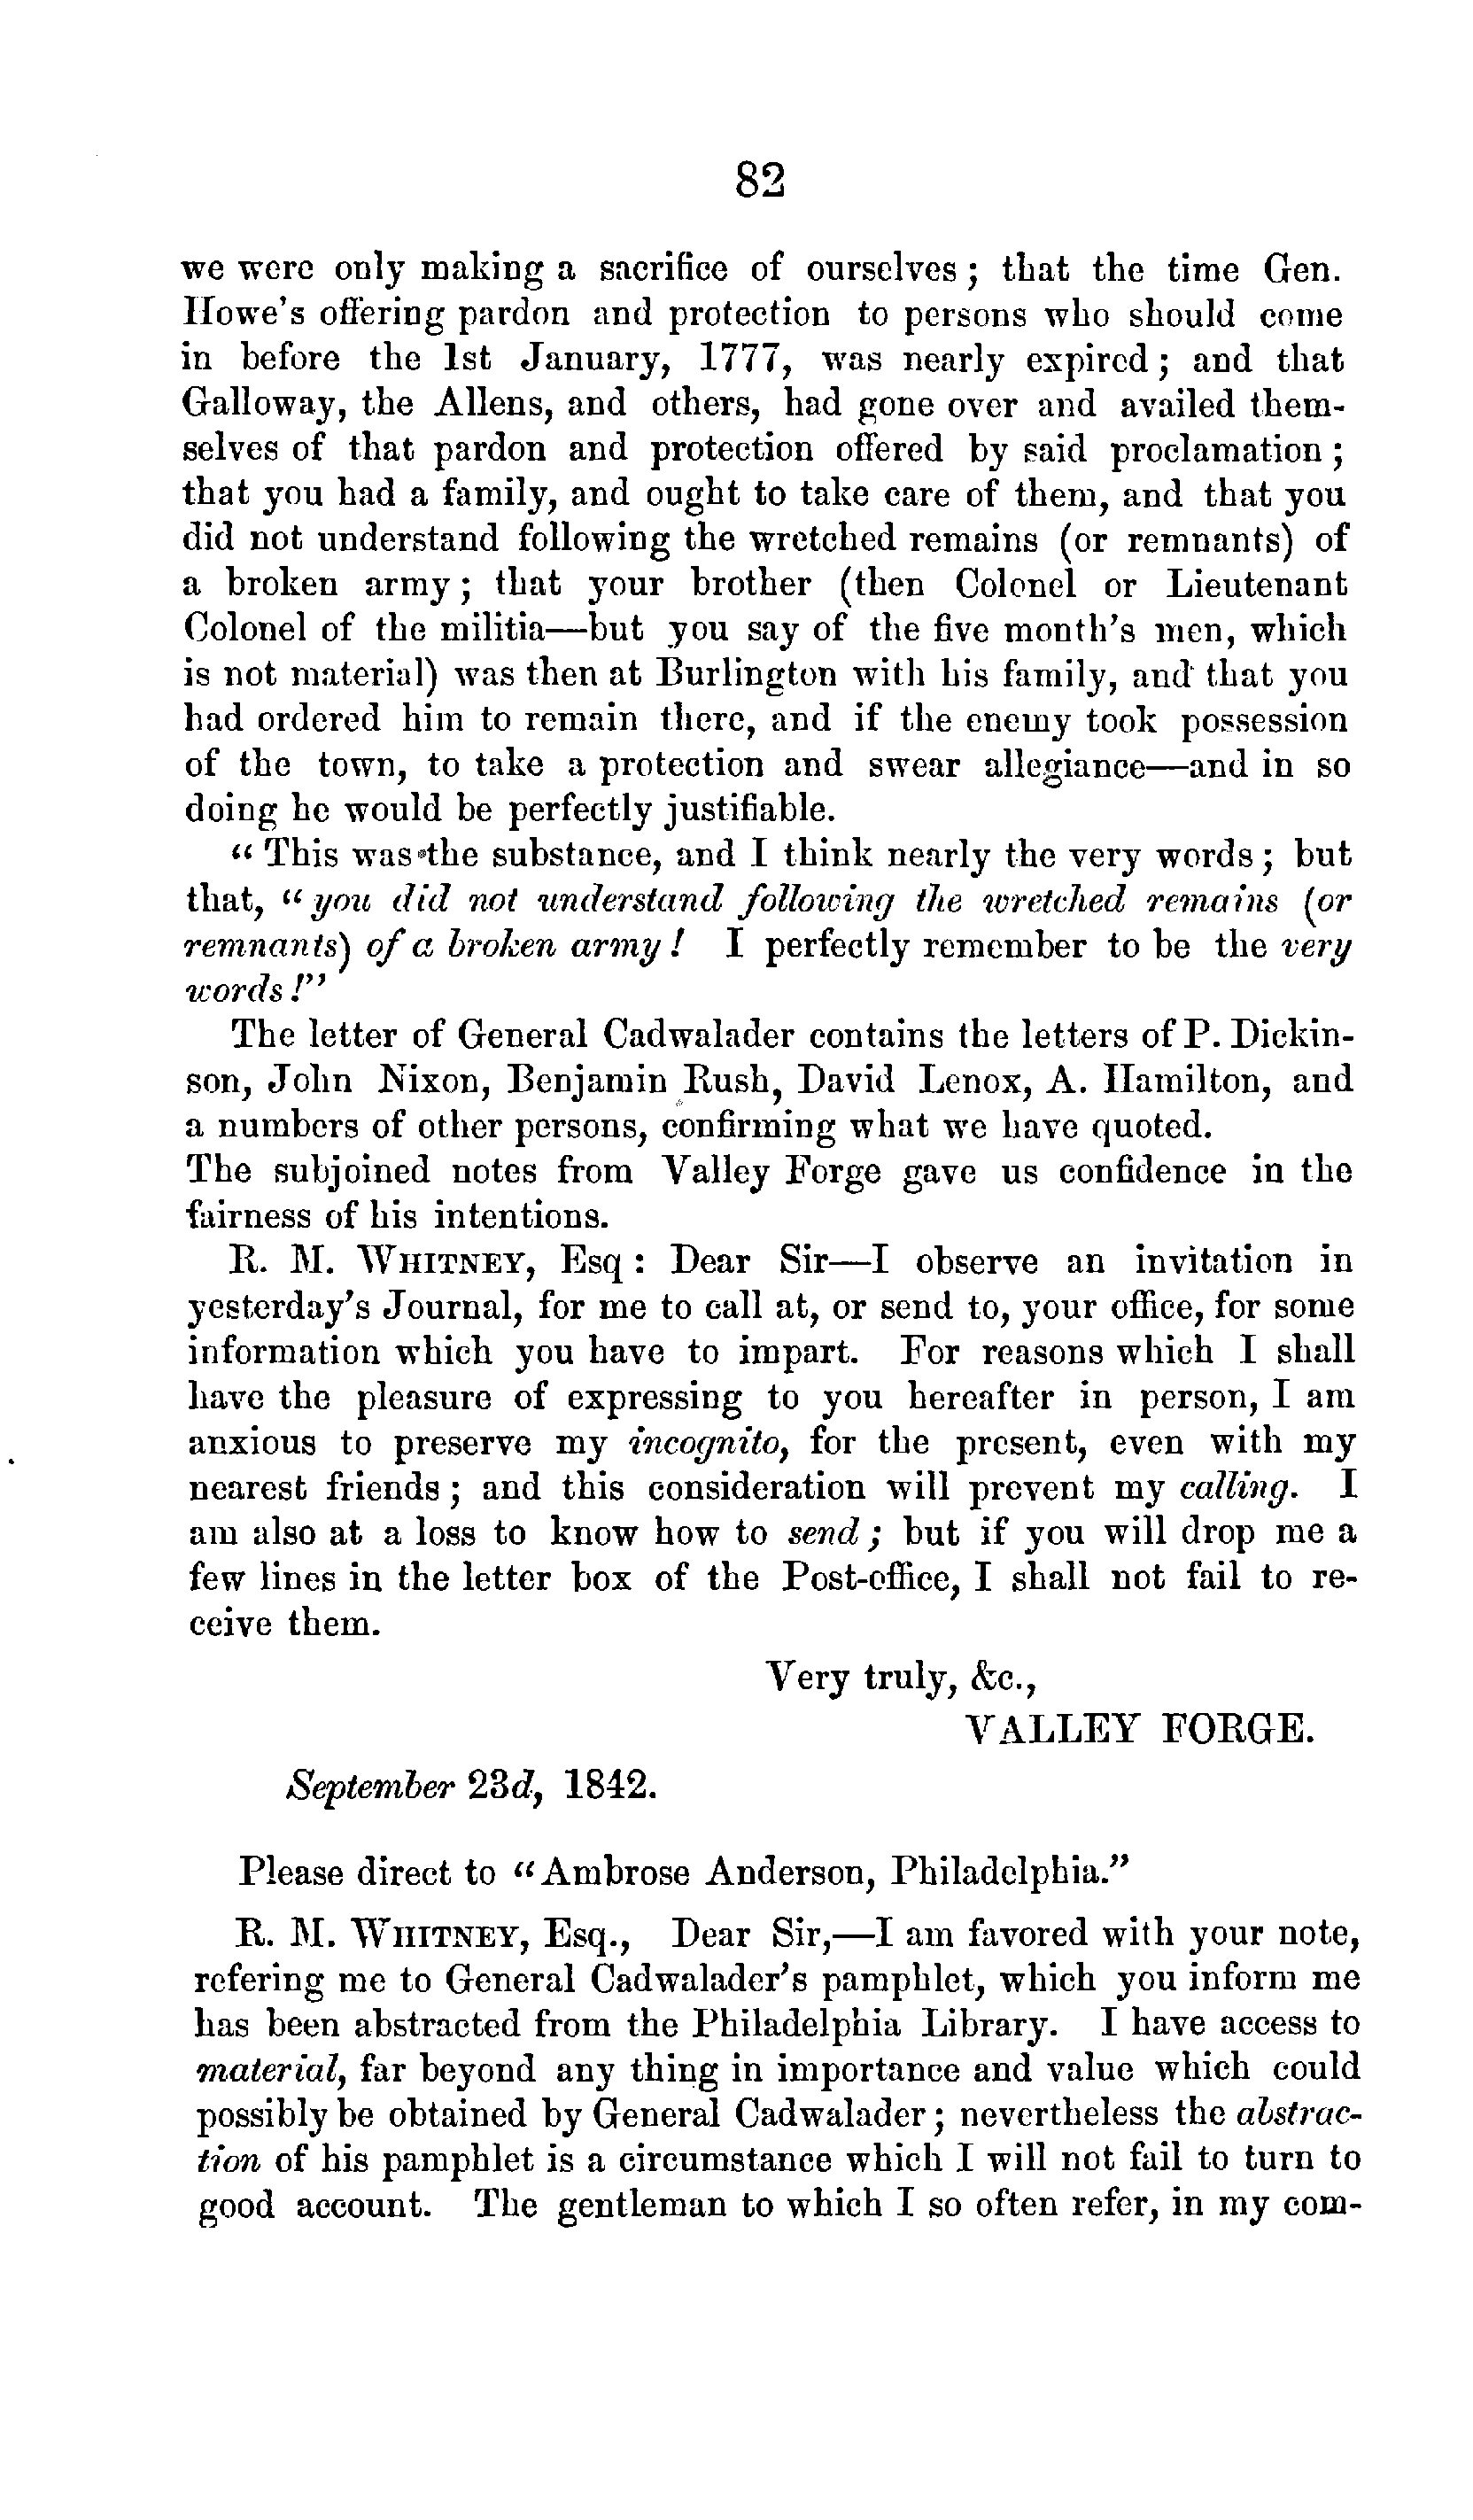 82
we were only making a sacrifice of ourselves ; that the time Gen.
Howe's offering pardon and protection to persons who should come
in before the 1st January, 1777, was nearly expired ; and that
Galloway, the Allens, and others, had gone over and availed them-
selves of that pardon and protection offered by said proclamation ;
that you had a family, and ought to take care of them, and that you
did not understand following the wretched remains (or remnants) of
a broken army ; that your brother (then Colonel or Lieutenant
Colonel of the militia—but you say of the five month's men, which
is not material) was then at Burlington with his family, and that you
had ordered him to remain there, and if the enemy took possession
of the town, to take a protection and swear allegiance—and in so
doing he would be perfectly justifiable.
“ This was the substance, and I think nearly the very words ; but
that, “ you did not understand following the wretched remains (or
remnants) of a broken army ! I perfectly remember to be the very
words !”
The letter of General Cadwalader contains the letters of P. Dickin-
son, John Nixon, Benjamin Rush, David Lenox, A. Hamilton, and
a numbers of other persons, confirming what we have quoted.
The subjoined notes from Valley Forge gave us confidence in the
fairness of his intentions.
R. M. WHITNEY, Esq : Dear Sir—I observe an invitation in
yesterday's Journal, for me to call at, or send to, your office, for some
information which you have to impart. For reasons which I shall
have the pleasure of expressing to you hereafter in person, I am
anxious to preserve my incognito, for the present, even with my
nearest friends ; and this consideration will prevent my calling. I
am also at a loss to know how to send ; but if you will drop me a
few lines in the letter box of the Post-office, I shall not fail to re-
ceive them.
Very truly, &c.,
VALLEY FORGE.
September 23d, 1842.
Please direct to “ Ambrose Anderson, Philadelphia.”
R. M. WHITNEY, Esq., Dear Sir,—I am favored with your note,
refering me to General Cadwalader's pamphlet, which you inform me
has been abstracted from the Philadelphia Library. I have access to
material, far beyond any thing in importance and value which could
possibly be obtained by General Cadwalader ; nevertheless the abstrac-
tion of his pamphlet is a circumstance which I will not fail to turn to
good account. The gentleman to which I so often refer, in my com-